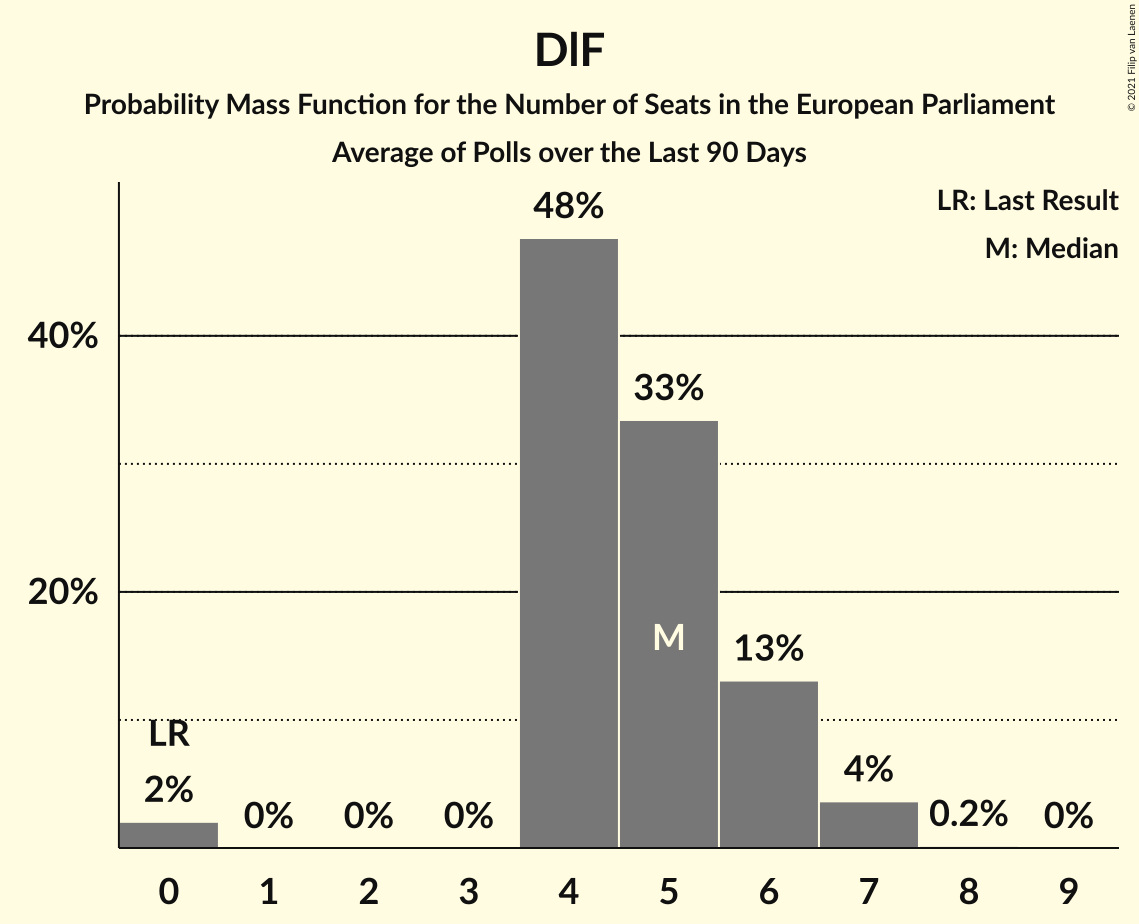 DIF
Probability Mass Function for the Number of Seats in the European Parliament
Average of Polls over the Last 90 Days
© 2021 Filip van Laenen
LR: Last Result
M: Median
48%
40%
33%
20%
M
13%
LR
2%
0%
0%
0%
4%
0.2%
0%
0 1 2 3 4 5 6 7 8 9